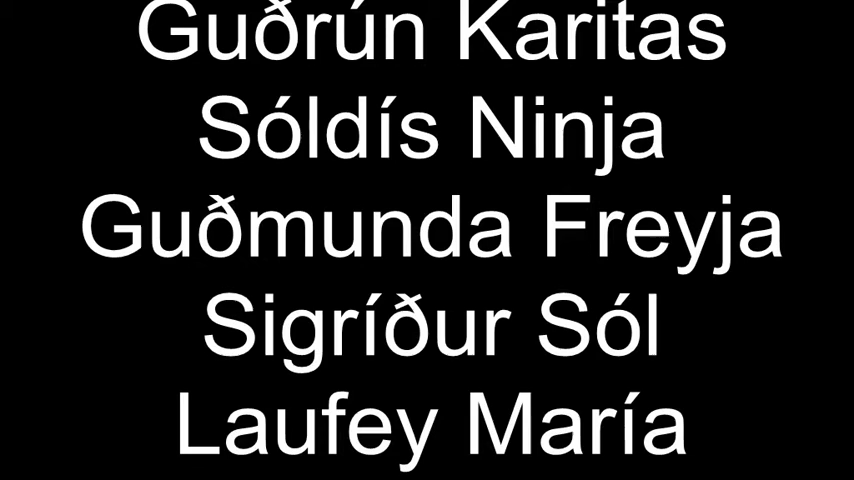 Guðrún Karitas
Sóldís Ninja
Guðmunda Freyja
Sigríður Sól
Laufey María